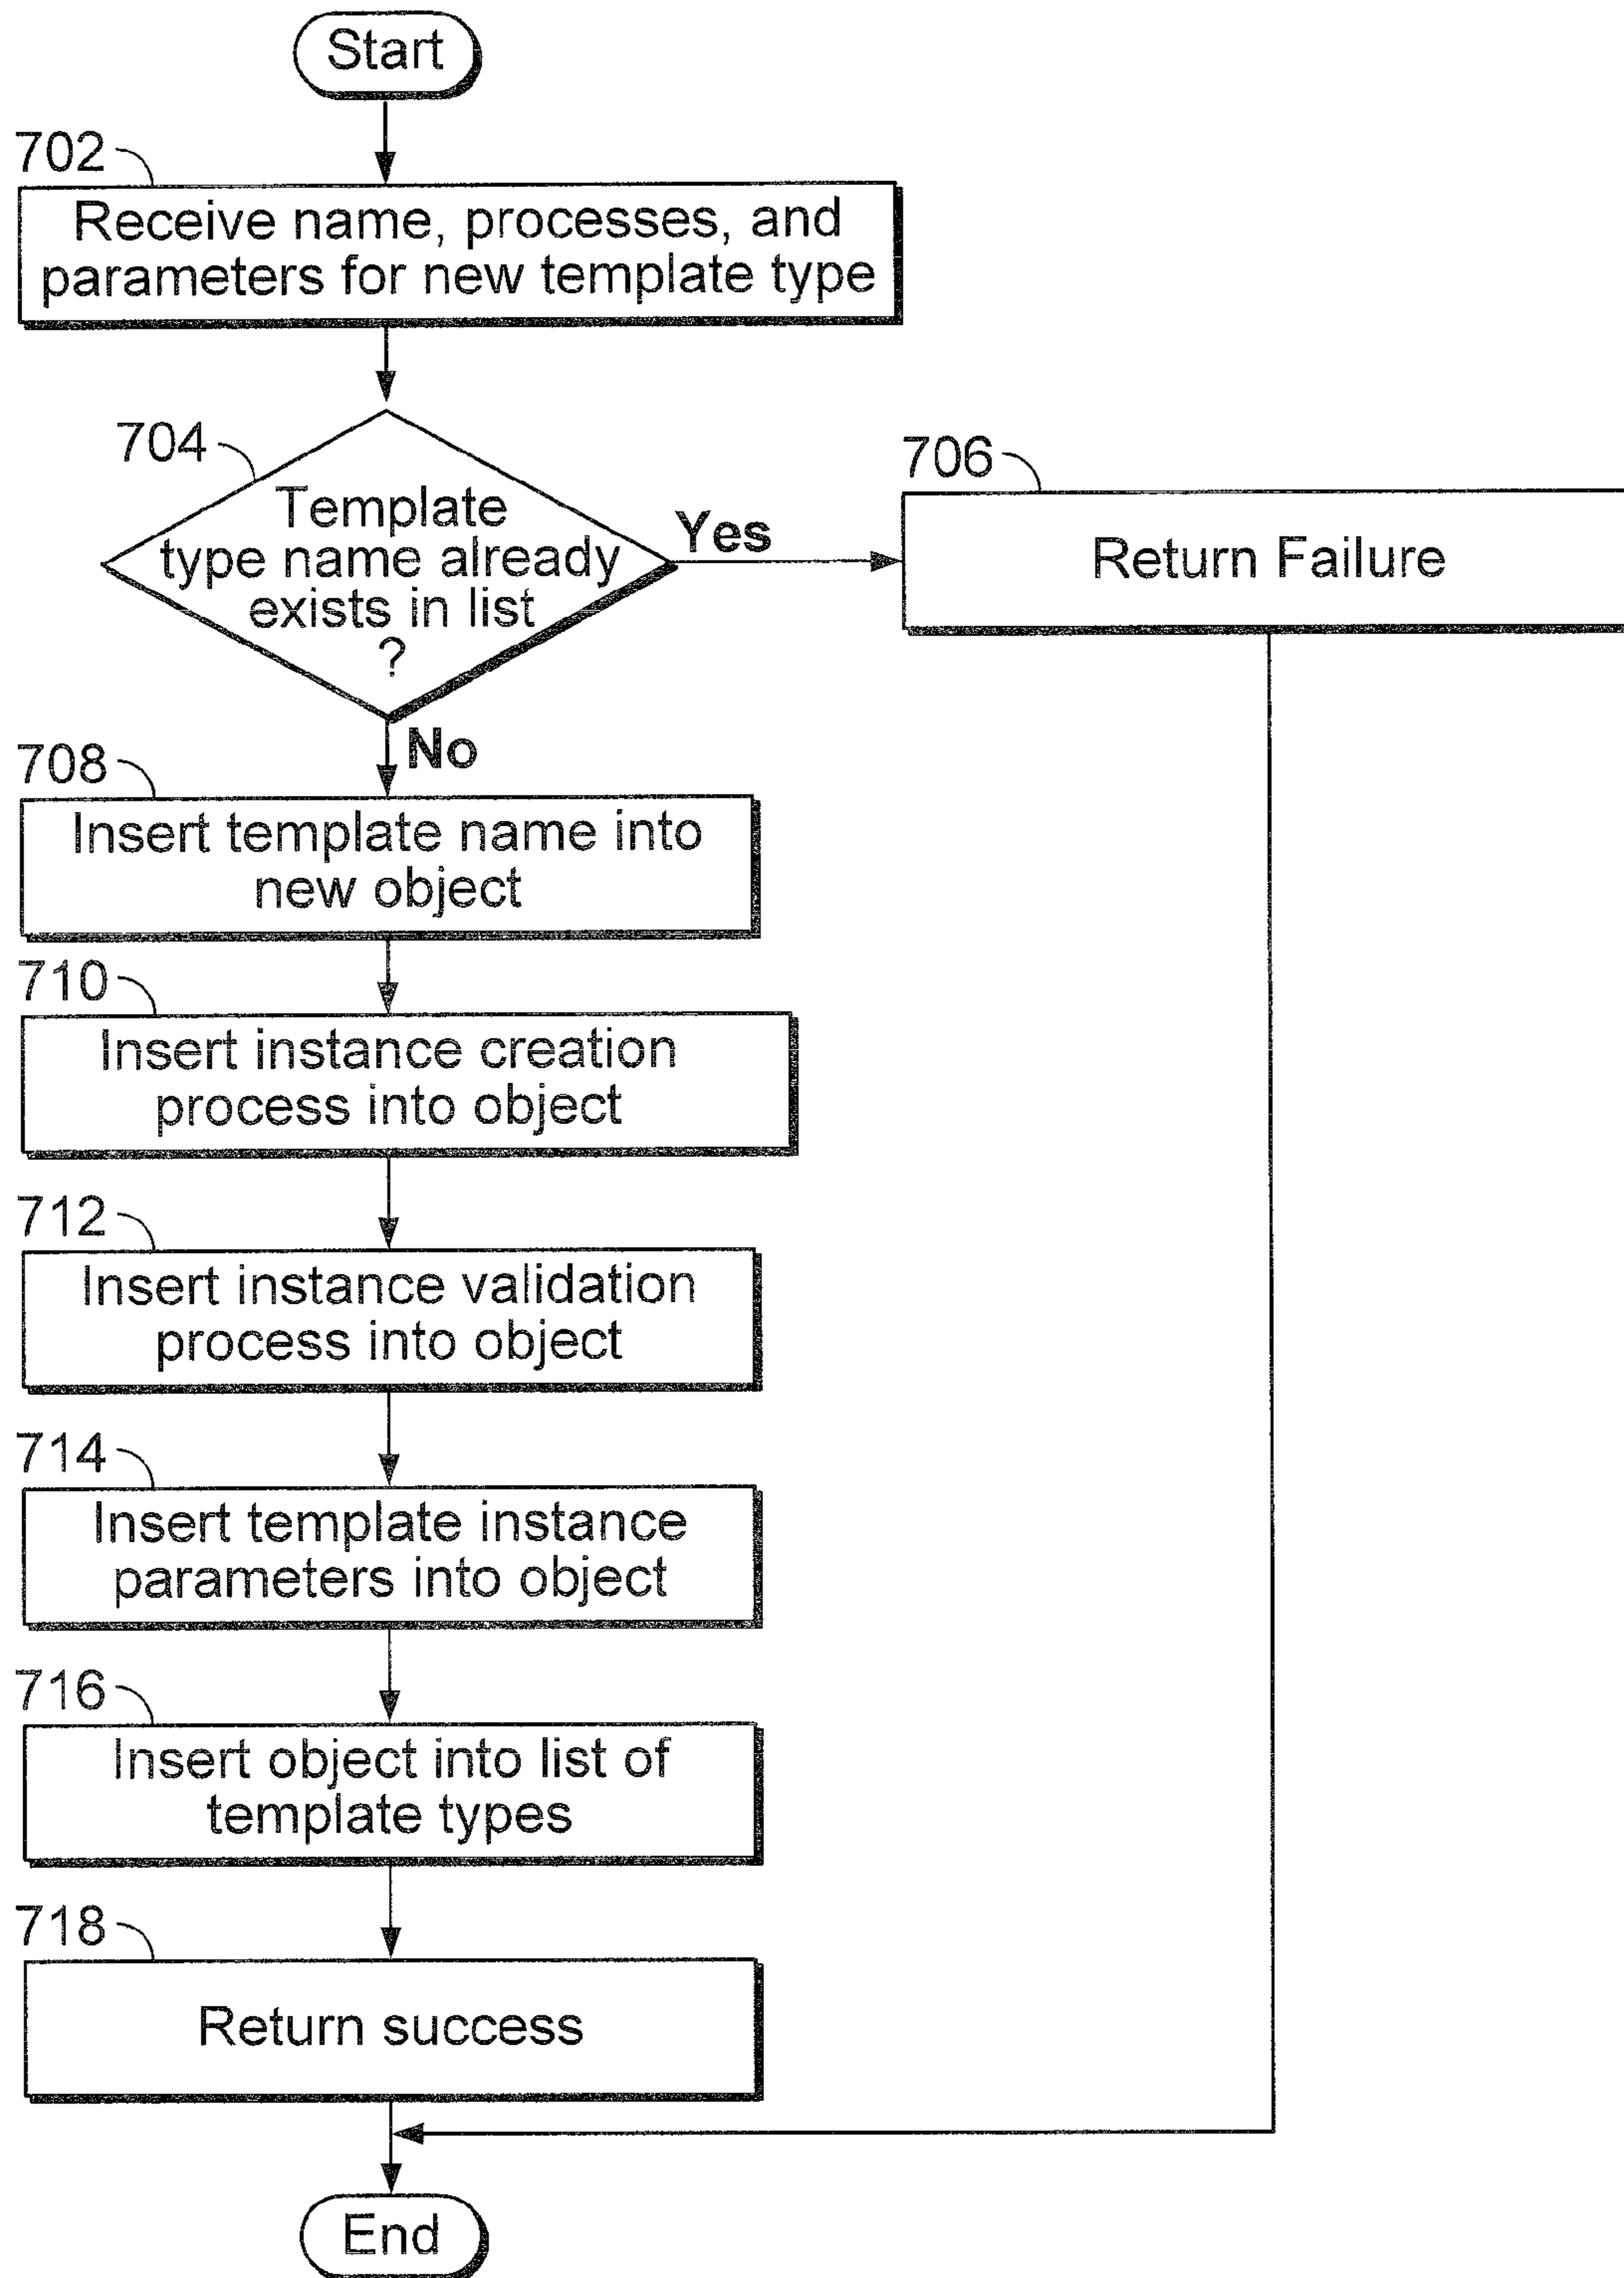 Start
702
Receive name, processes, and
parameters for new template type
704
Template
type name already
exists in list
?
Yes
706
Return Failure
No
708
Insert template name into
new object
710
Insert instance creation
process into object
712
Insert instance validation
process into object
714
Insert template instance
parameters into object
716
Insert object into list of
template types
718
Return success
End